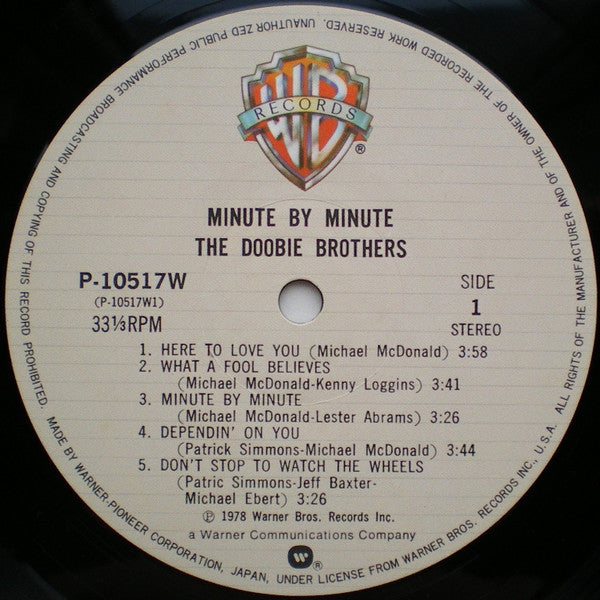 WB
RECORDS
®
MINUTE BY MINUTE
THE DOOBIE BROTHERS
P-10517W
(P-10517W1)
33⅓RPM
SIDE
1
STEREO
1. HERE TO LOVE YOU (Michael McDonald) 3:58
2. WHAT A FOOL BELIEVES
(Michael McDonald-Kenny Loggins) 3:41
3. MINUTE BY MINUTE
(Michael McDonald-Lester Abrams) 3:26
4. DEPENDIN' ON YOU
(Patrick Simmons-Michael McDonald) 3:44
5. DON'T STOP TO WATCH THE WHEELS
(Patric Simmons-Jeff Baxter-
Michael Ebert) 3:26
℗ 1978 Warner Bros. Records Inc.
a Warner Communications Company
®
MADE BY WARNER-PIONEER CORPORATION, JAPAN, UNDER LICENSE FROM WARNER BROS. RECORDS INC., U.S.A. ALL RIGHTS OF THE MANUFACTURER AND OF THE OWNER OF THE RECORDED WORK RESERVED. UNAUTHORIZED PUBLIC PERFORMANCE BROADCASTING AND COPYING OF THIS RECORD PROHIBITED.